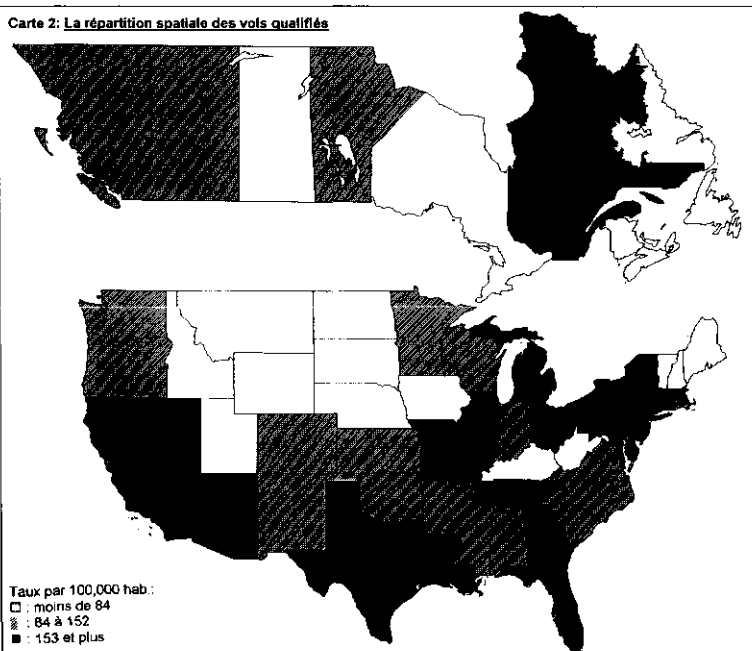 Carte 2: La répartition spatiale des vols qualifiés
Taux par 100,000 hab.:
□ : moins de 84
▨ : 84 à 152
■ : 153 et plus